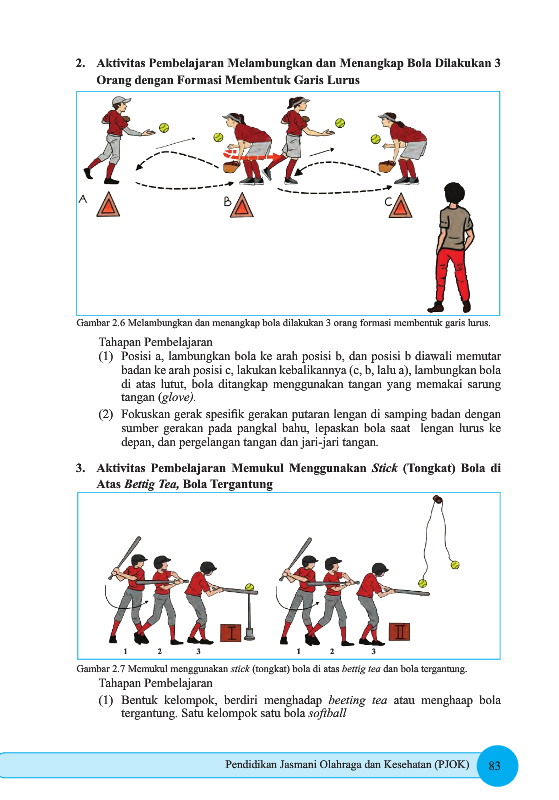 2. Aktivitas Pembelajaran Melambungkan dan Menangkap Bola Dilakukan 3
Orang dengan Formasi Membentuk Garis Lurus
A
B
C
Gambar 2.6 Melambungkan dan menangkap bola dilakukan 3 orang formasi membentuk garis lurus.
Tahapan Pembelajaran
(1) Posisi a, lambungkan bola ke arah posisi b, dan posisi b diawali memutar
badan ke arah posisi c, lakukan kebalikannya (c, b, lalu a), lambungkan bola
di atas lutut, bola ditangkap menggunakan tangan yang memakai sarung
tangan (glove).
(2) Fokuskan gerak spesifik gerakan putaran lengan di samping badan dengan
sumber gerakan pada pangkal bahu, lepaskan bola saat lengan lurus ke
depan, dan pergelangan tangan dan jari-jari tangan.
3. Aktivitas Pembelajaran Memukul Menggunakan Stick (Tongkat) Bola di
Atas Bettig Tea, Bola Tergantung
I
II
1 2 3
1 2 3
Gambar 2.7 Memukul menggunakan stick (tongkat) bola di atas bettig tea dan bola tergantung.
Tahapan Pembelajaran
(1) Bentuk kelompok, berdiri menghadap beeting tea atau menghaap bola
tergantung. Satu kelompok satu bola softball
Pendidikan Jasmani Olahraga dan Kesehatan (PJOK) 83